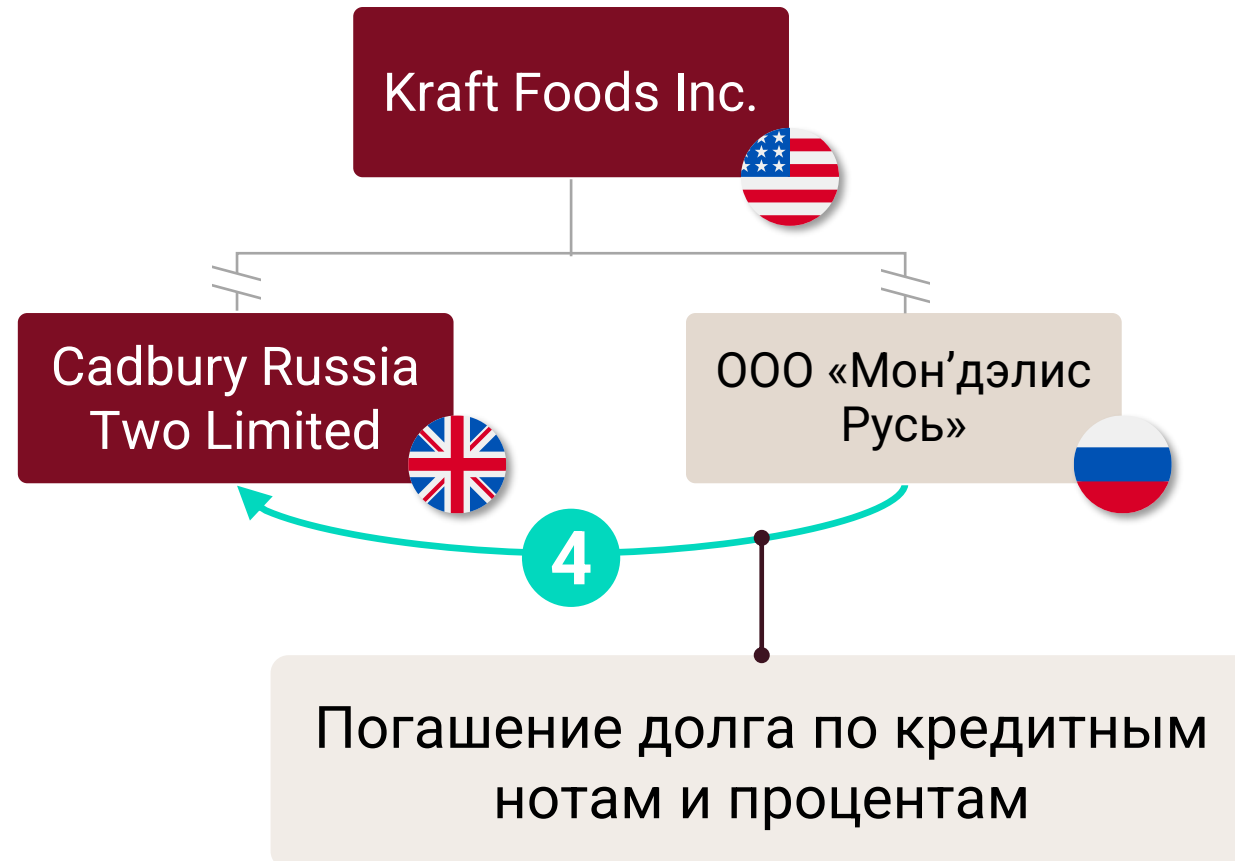 Kraft Foods Inc.
Cadbury Russia
Two Limited
ООО «Мон’дэлис
Русь»
4
Погашение долга по кредитным
нотам и процентам